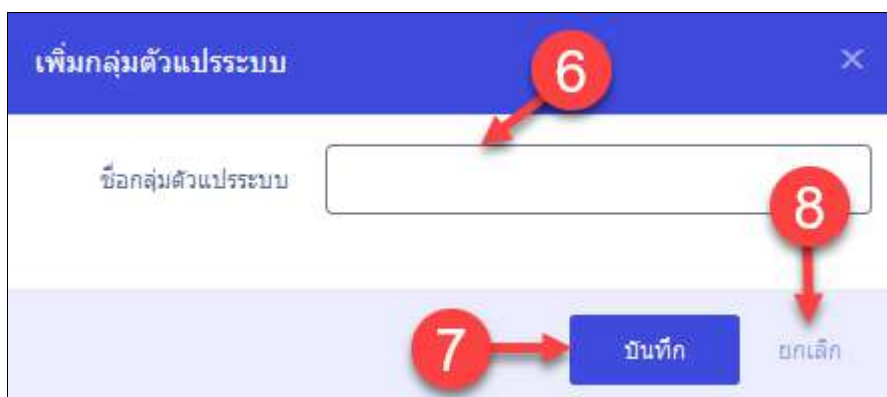 เพิ่มกลุ่มตัวแปรระบบ
6
×
ชื่อกลุ่มตัวแปรระบบ
8
7
บันทึก
ยกเลิก